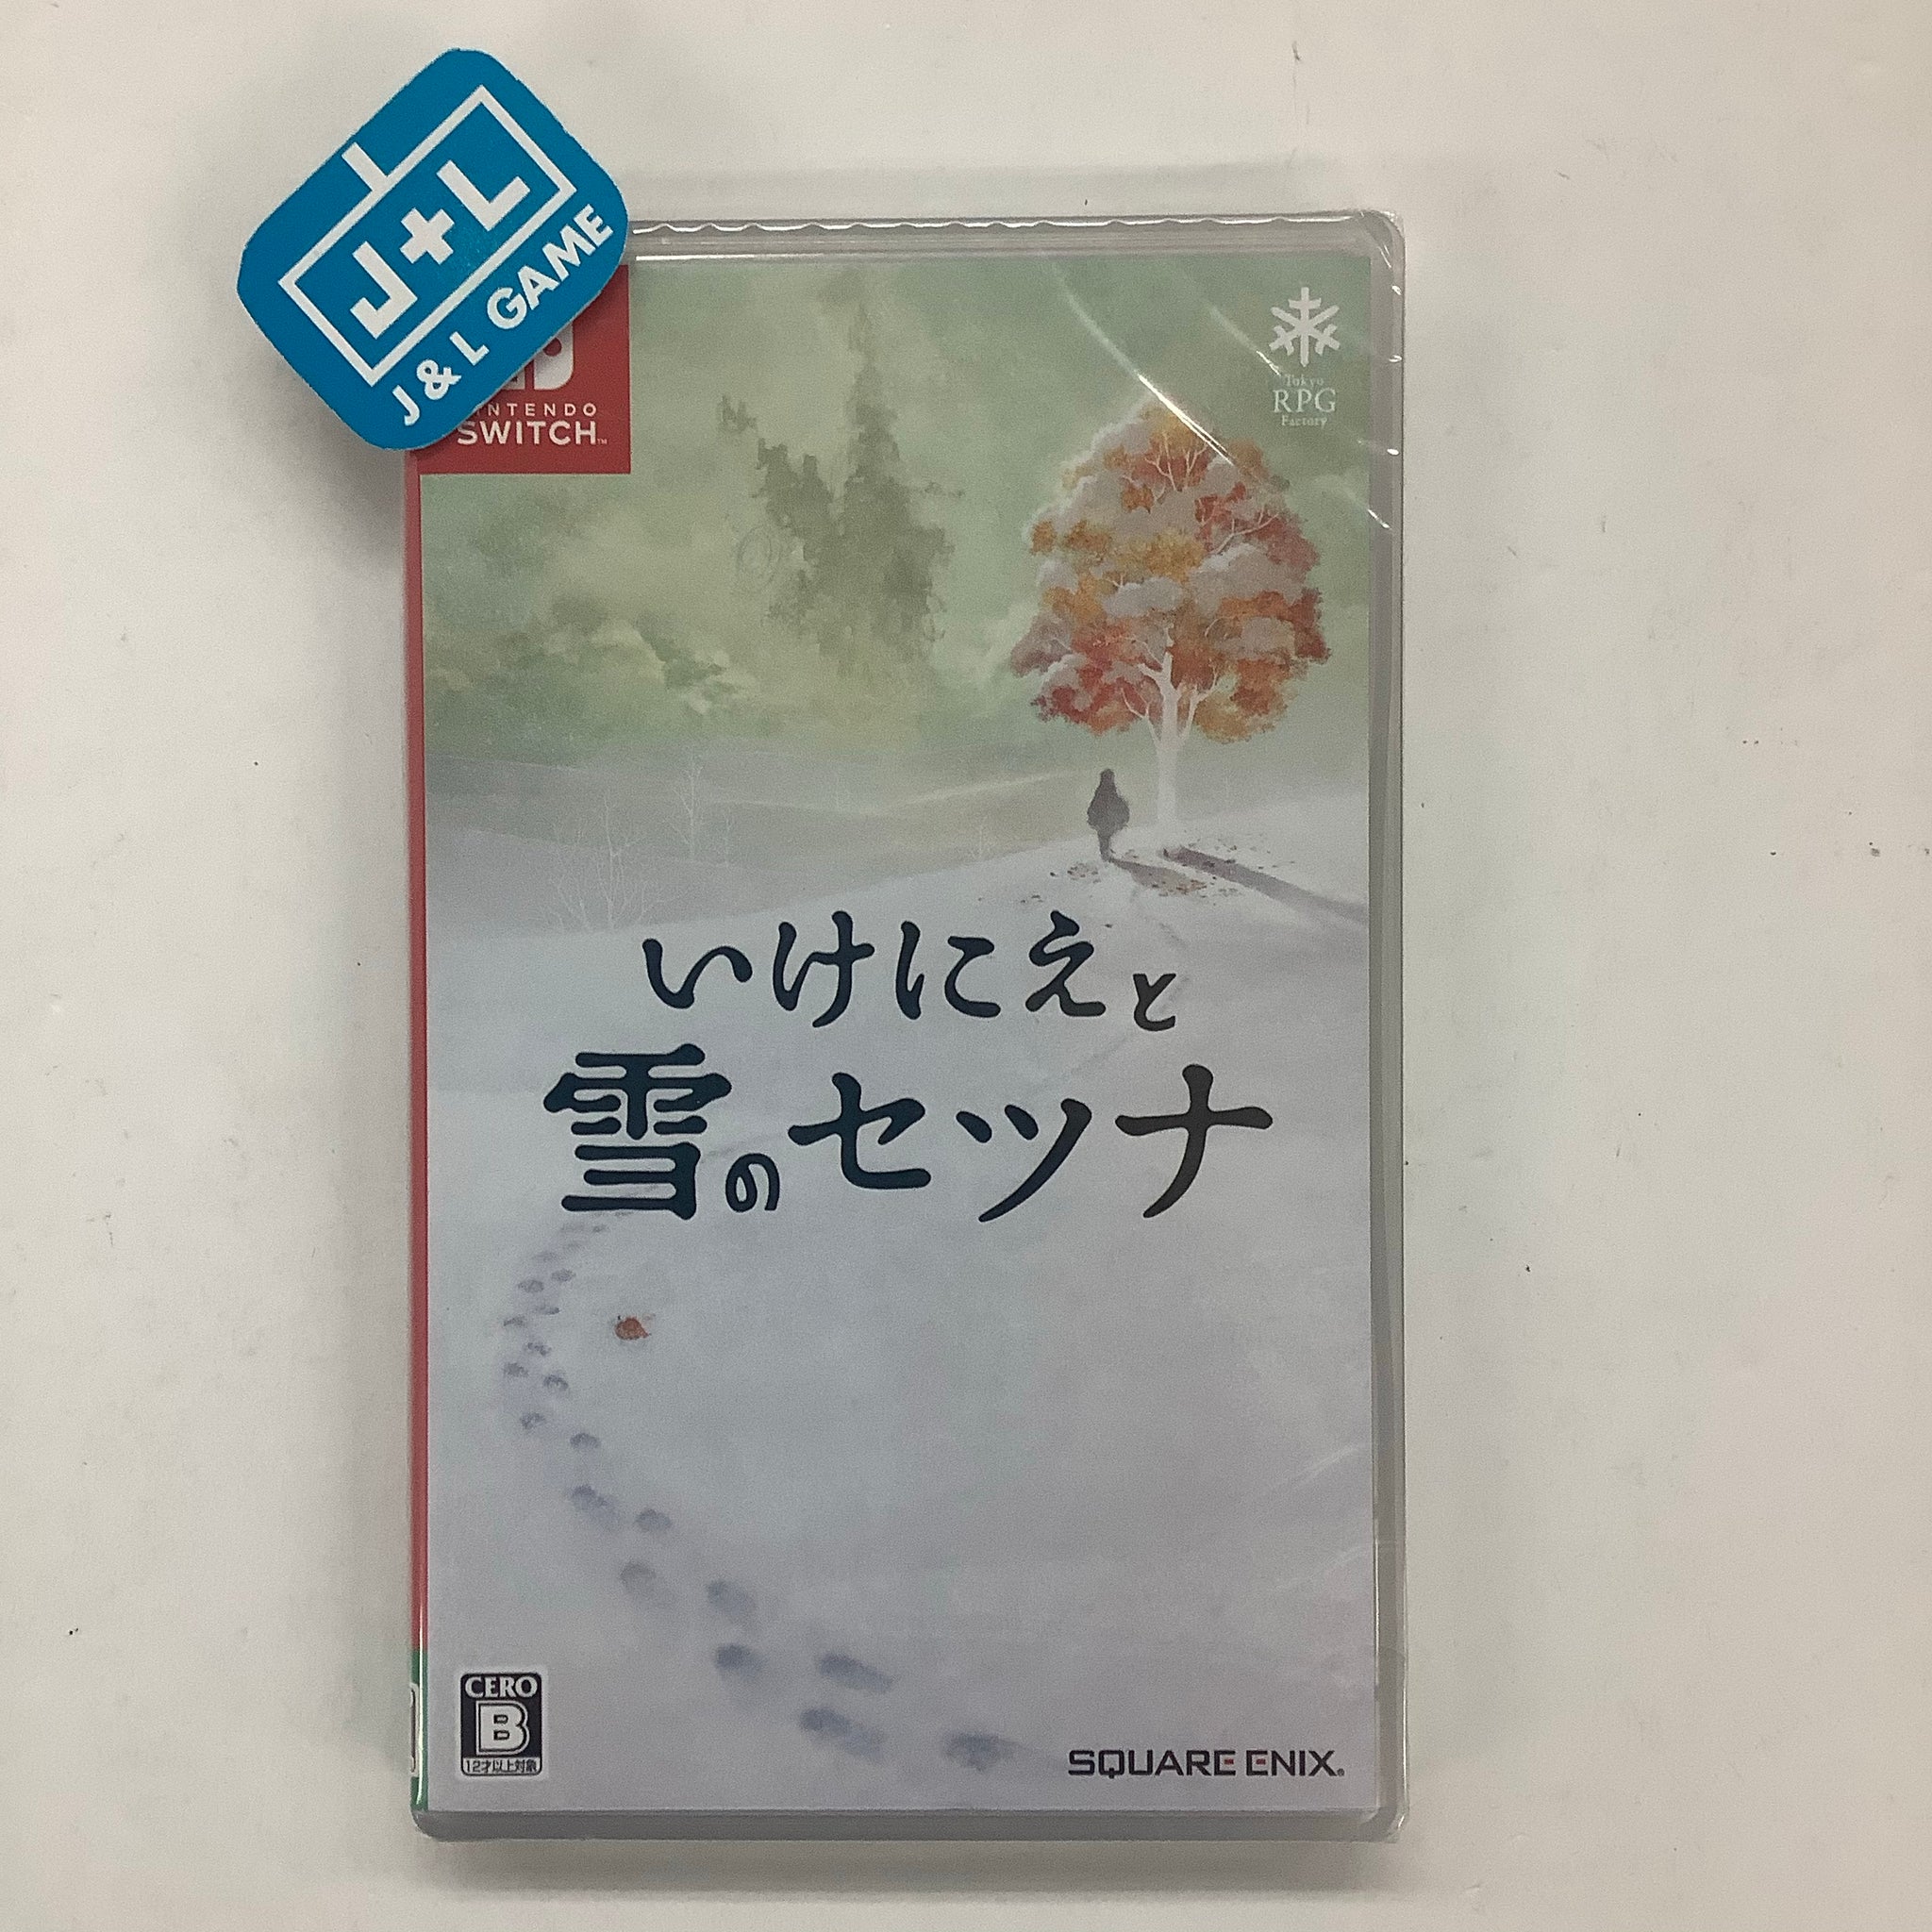 J+L
J & L GAME
NINTENDO
SWITCH™
Tokyo
RPG
Factory
いけにえと
雪のセツナ
CERO
B
12才以上対象
SQUARE ENIX.